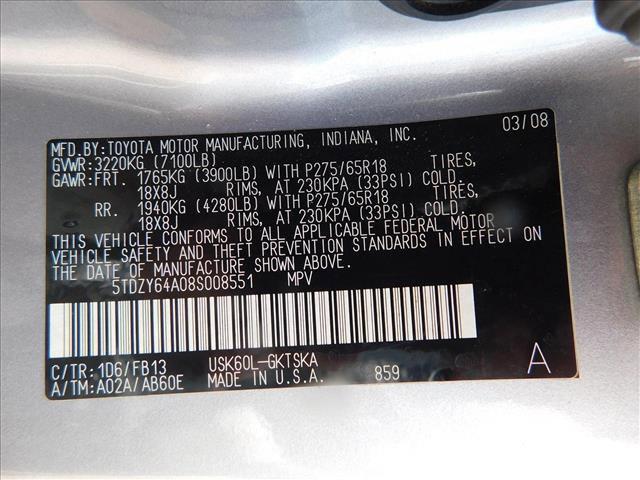 03/08
MFD.BY:TOYOTA MOTOR MANUFACTURING, INDIANA, INC.
GVWR:3220KG (7100LB)
GAWR:FRT. 1765KG (3900LB) WITH P275/65R18 TIRES,
18X8J RIMS, AT 230KPA (33PSI) COLD.
RR. 1940KG (4280LB) WITH P275/65R18 TIRES,
18X8J RIMS, AT 230KPA (33PSI) COLD.
THIS VEHICLE CONFORMS TO ALL APPLICABLE FEDERAL MOTOR
VEHICLE SAFETY AND THEFT PREVENTION STANDARDS IN EFFECT ON
THE DATE OF MANUFACTURE SHOWN ABOVE.
5TDZY64A08S008551 MPV
C/TR:1D6/FB13 USK60L-GKTSKA
A/TM:A02A/AB60E MADE IN U.S.A. 859 A